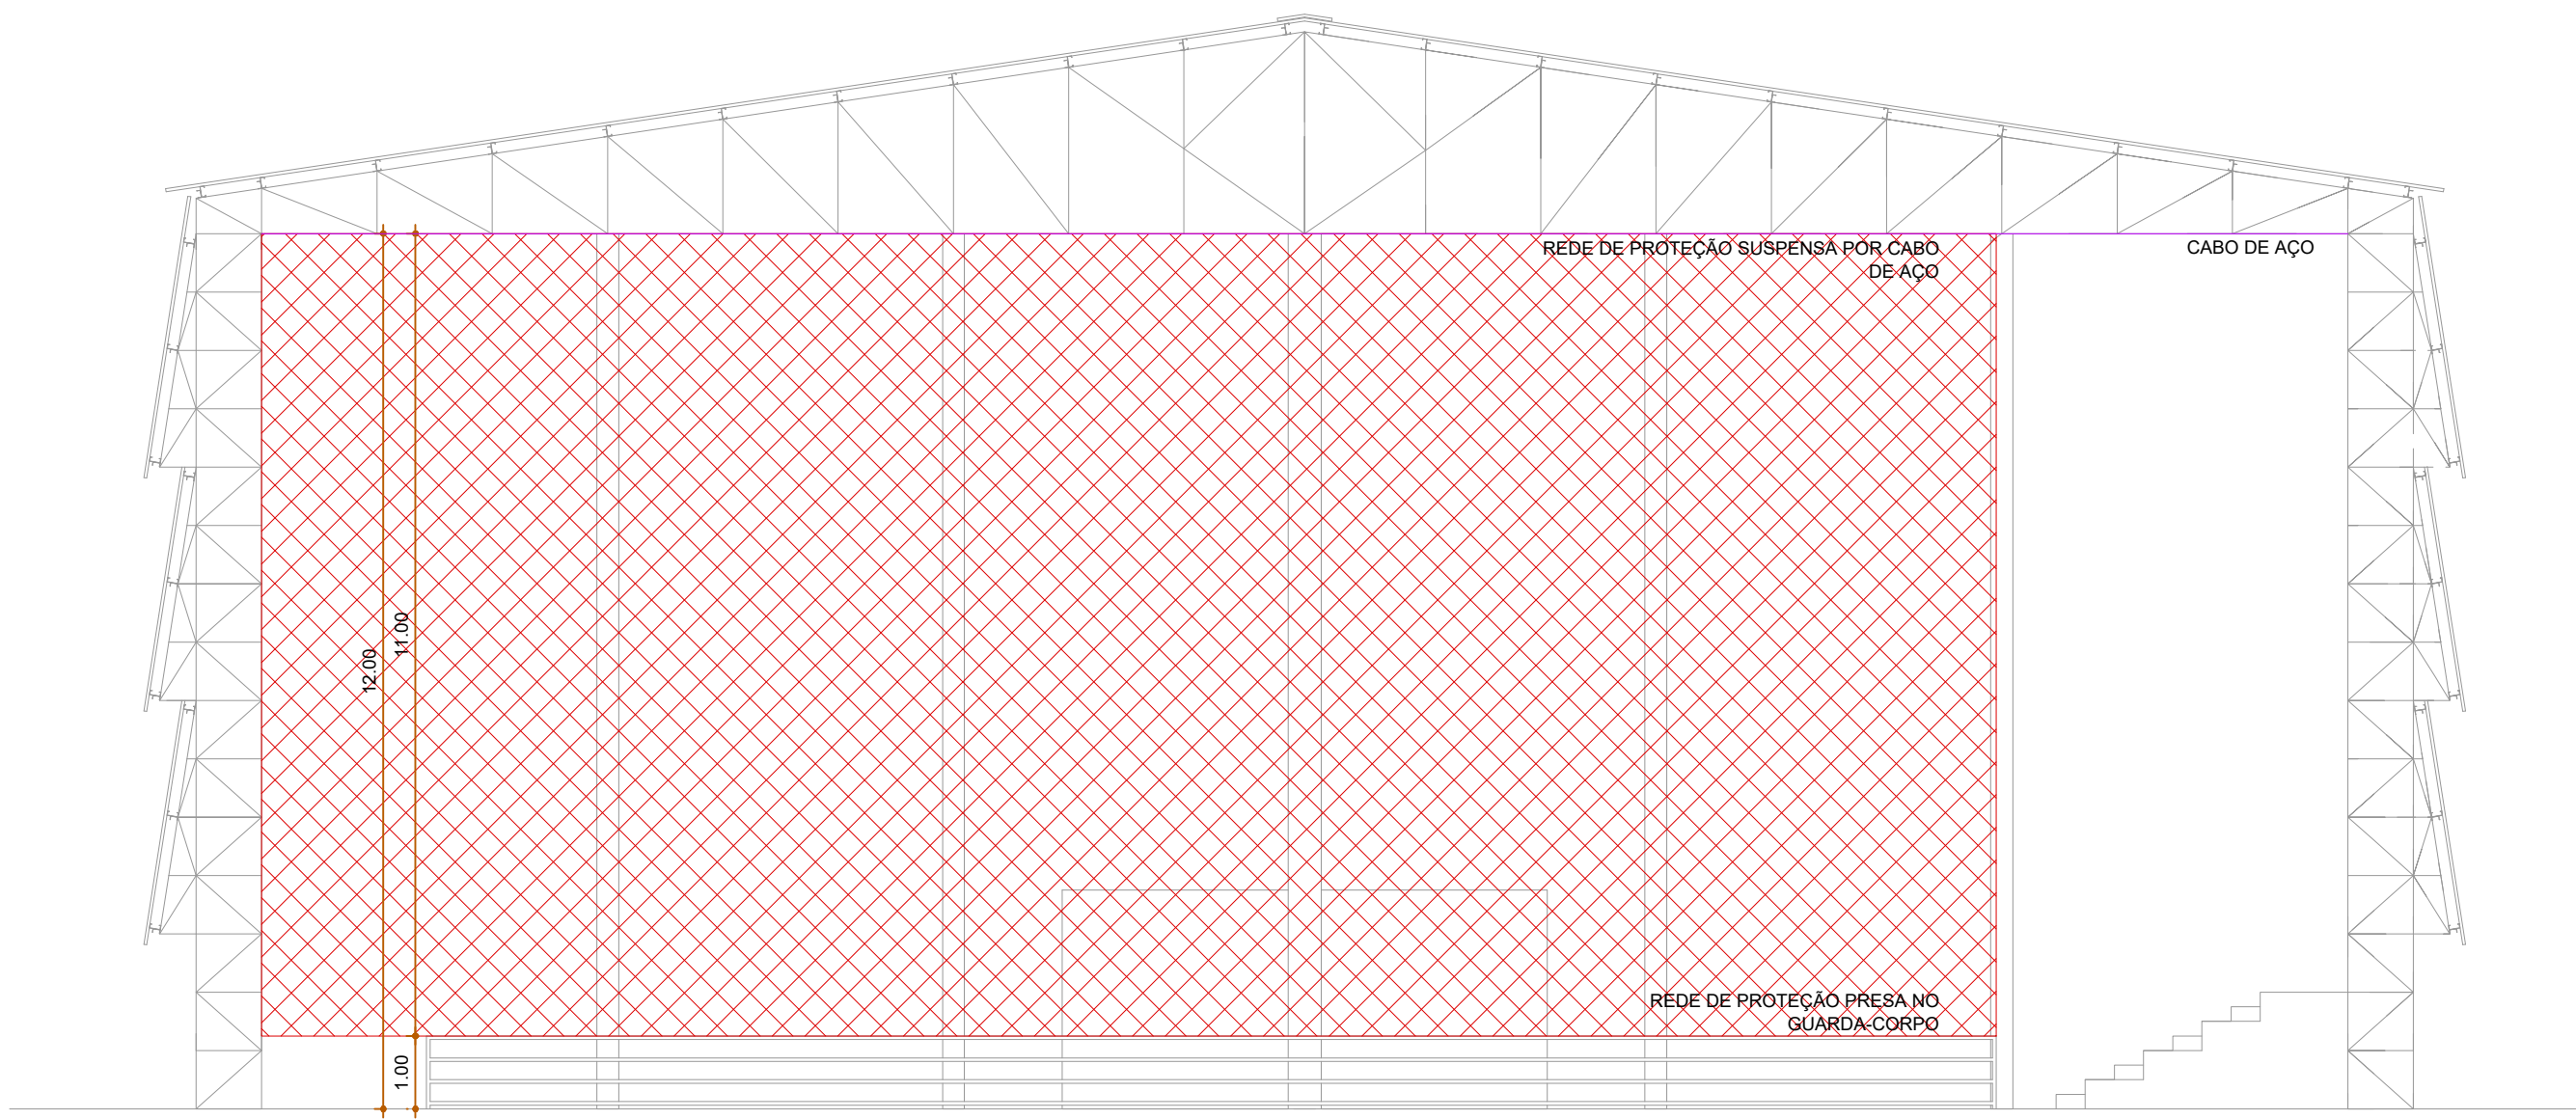 REDE DE PROTEÇÃO SUSPENSA POR CABO
DE AÇO
CABO DE AÇO
11.00
12.00
REDE DE PROTEÇÃO PRESA NO
GUARDA-CORPO
1.00